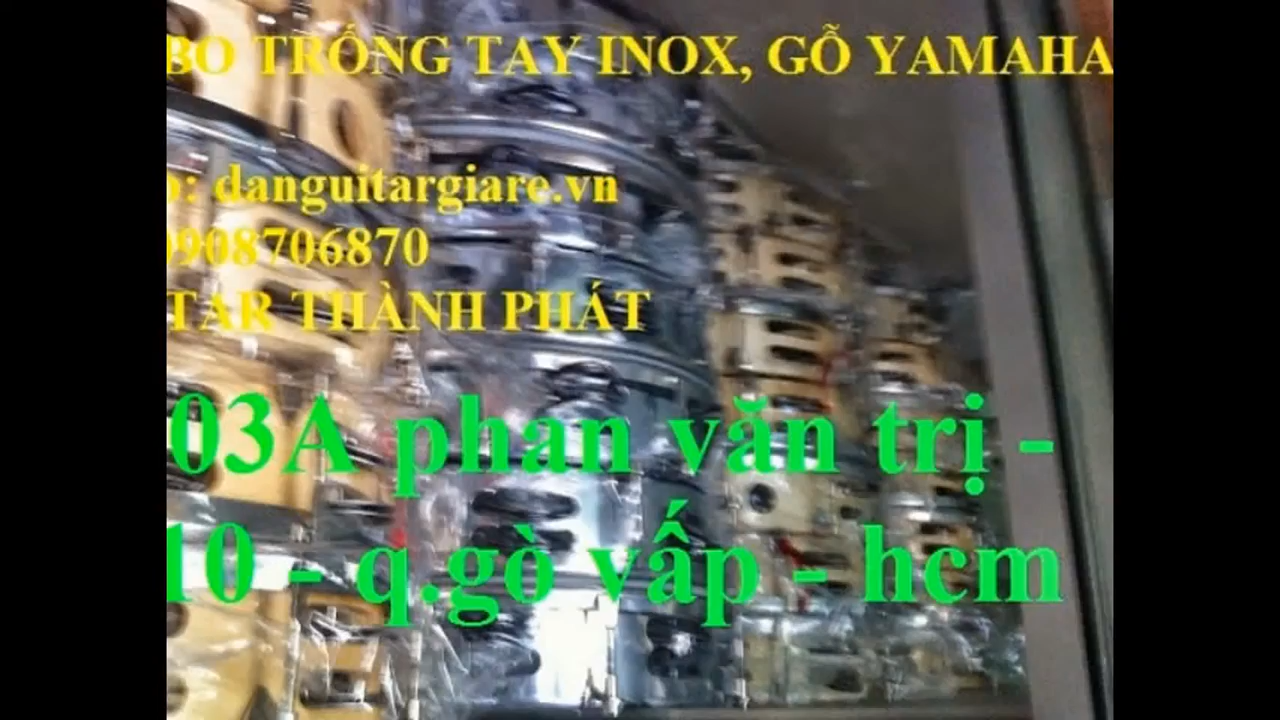 BO TRỐNG TAY INOX, GỖ YAMAHA
: danguitargiare.vn
0908706870
TAR THÀNH PHÁT
03A phan văn trị -
10 - q.gò vấp - hcm